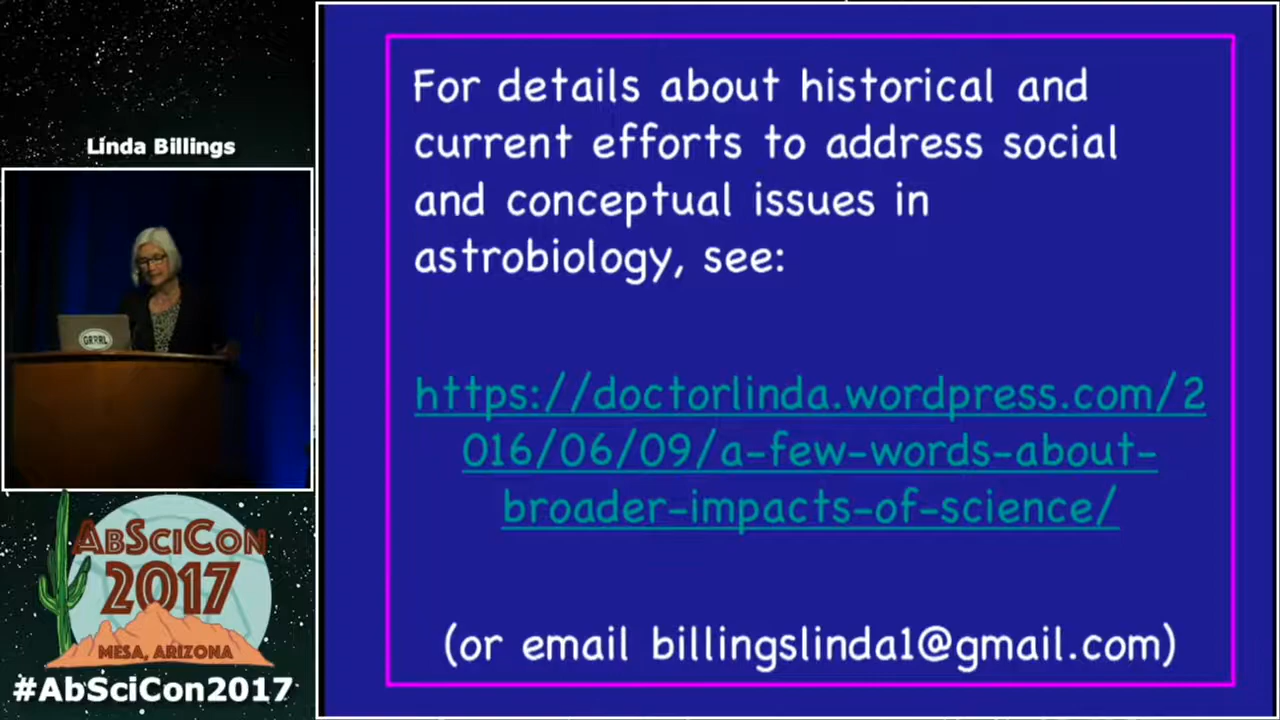 Linda Billings
GRRRL
ABSCICON
2017
MESA, ARIZONA
#AbSciCon2017
For details about historical and
current efforts to address social
and conceptual issues in
astrobiology, see:
https://doctorlinda.wordpress.com/2
016/06/09/a-few-words-about-
broader-impacts-of-science/
(or email billingslinda1@gmail.com)